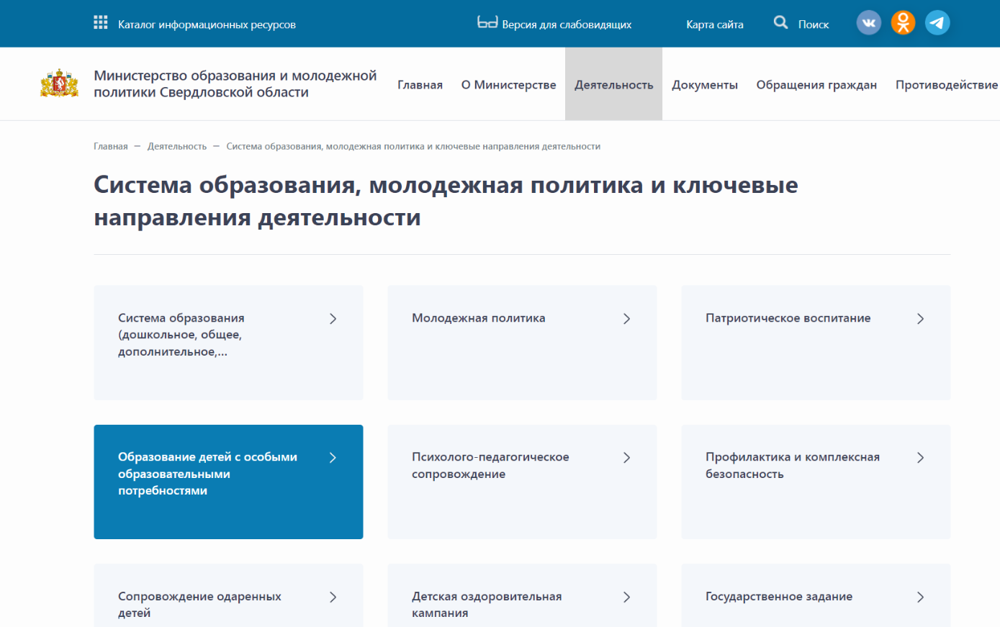 Каталог информационных ресурсов
Версия для слабовидящих
Карта сайта
Поиск
Министерство образования и молодежной
политики Свердловской области
Главная
О Министерстве
Деятельность
Документы
Обращения граждан
Противодействие
Главная — Деятельность — Система образования, молодежная политика и ключевые направления деятельности
Система образования, молодежная политика и ключевые
направления деятельности
Система образования
(дошкольное, общее,
дополнительное,...
Молодежная политика
Патриотическое воспитание
Образование детей с особыми
образовательными
потребностями
Психолого-педагогическое
сопровождение
Профилактика и комплексная
безопасность
Сопровождение одаренных
детей
Детская оздоровительная
кампания
Государственное задание